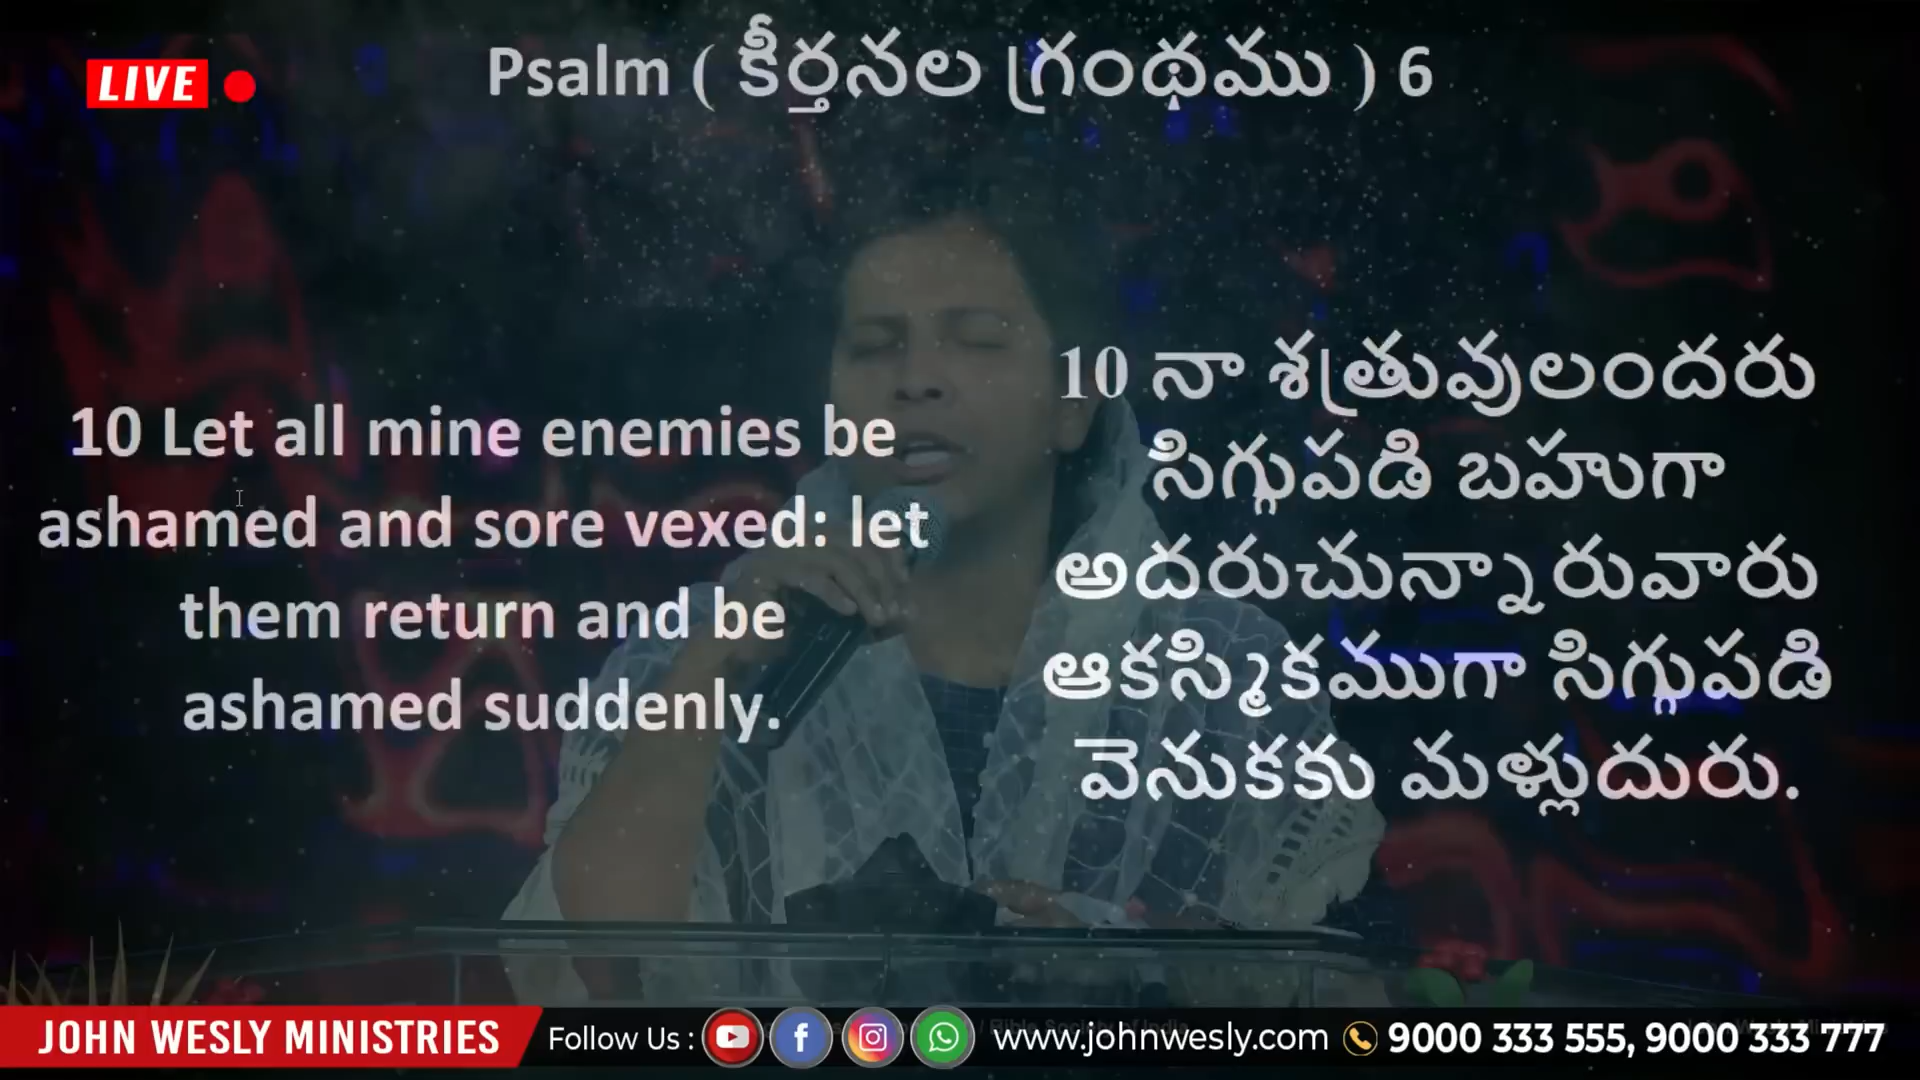 LIVE
Psalm ( కీర్తనల గ్రంథము ) 6
10 Let all mine enemies be
ashamed and sore vexed: let
them return and be
ashamed suddenly.
10 నా శత్రువులందరు
సిగ్గుపడి బహుగా
అదరుచున్నారువారు
ఆకస్మికముగా సిగ్గుపడి
వెనుకకు మళ్లుదురు.
JOHN WESLY MINISTRIES Follow Us : www.johnwesly.com 9000 333 555, 9000 333 777